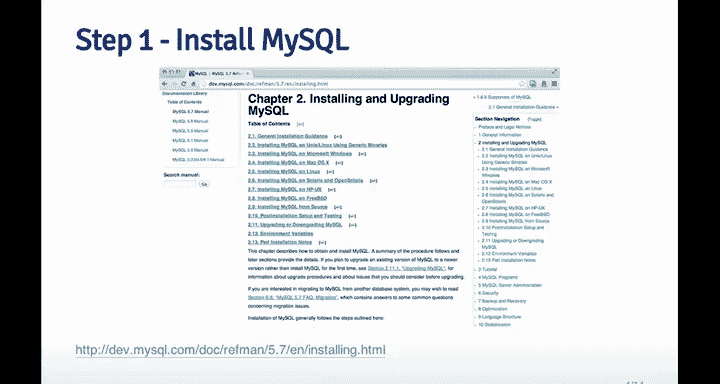 Step 1 - Install MySQL
dev.mysql.com/doc/refman/5.7/en/installing.html
Documentation Library
Table of Contents
MySQL 5.7 Manual
MySQL 5.6 Manual
MySQL 5.5 Manual
MySQL 5.1 Manual
MySQL 5.0 Manual
Search manual:
Go
Chapter 2. Installing and Upgrading
MySQL
Table of Contents
2.1. General Installation Guidance
2.2. Installing MySQL on Unix/Linux Using Generic Binaries
2.3. Installing MySQL on Microsoft Windows
2.4. Installing MySQL on Mac OS X
2.5. Installing MySQL on Linux
2.6. Installing MySQL on Solaris and OpenSolaris
2.7. Installing MySQL on HP-UX
2.8. Installing MySQL on FreeBSD
2.9. Installing MySQL from Source
2.10. Postinstallation Setup and Testing
2.11. Upgrading or Downgrading MySQL
2.12. Environment Variables
2.13. Perl Installation Notes
This chapter describes how to obtain and install MySQL. A summary of the procedure follows and
later sections provide the details. If you plan to upgrade an existing version of MySQL to a newer
version rather than install MySQL for the first time, see Section 2.11.1, "Upgrading MySQL", for
information about upgrade procedures and about issues that you should consider before upgrading.
If you are interested in migrating to MySQL from another database system, you may wish to read
"MySQL 5.7 FAQ: Migration", which contains answers to some common questions
concerning migration issues.
Installation of MySQL generally follows the steps outlined here:
Supporters of MySQL
2.1 General Installation Guidance »
Section Navigation [Toggle]
Preface and Legal Notices
1 General Information
2 Installing and Upgrading MySQL
2.1 General Installation Guidance
2.2 Installing MySQL on Unix/Linux
Using Generic Binaries
2.3 Installing MySQL on Microsoft
Windows
2.4 Installing MySQL on Mac OS X
2.5 Installing MySQL on Linux
2.6 Installing MySQL on Solaris and
OpenSolaris
2.7 Installing MySQL on HP-UX
2.8 Installing MySQL on FreeBSD
2.9 Installing MySQL from Source
2.10 Postinstallation Setup and
Testing
2.11 Upgrading or Downgrading
MySQL
2.12 Environment Variables
2.13 Perl Installation Notes
3 Tutorial
4 MySQL Programs
5 MySQL Server Administration
6 Security
7 Backup and Recovery
8 Optimization
9 Language Structure
10 Globalization
http://dev.mysql.com/doc/refman/5.7/en/installing.html